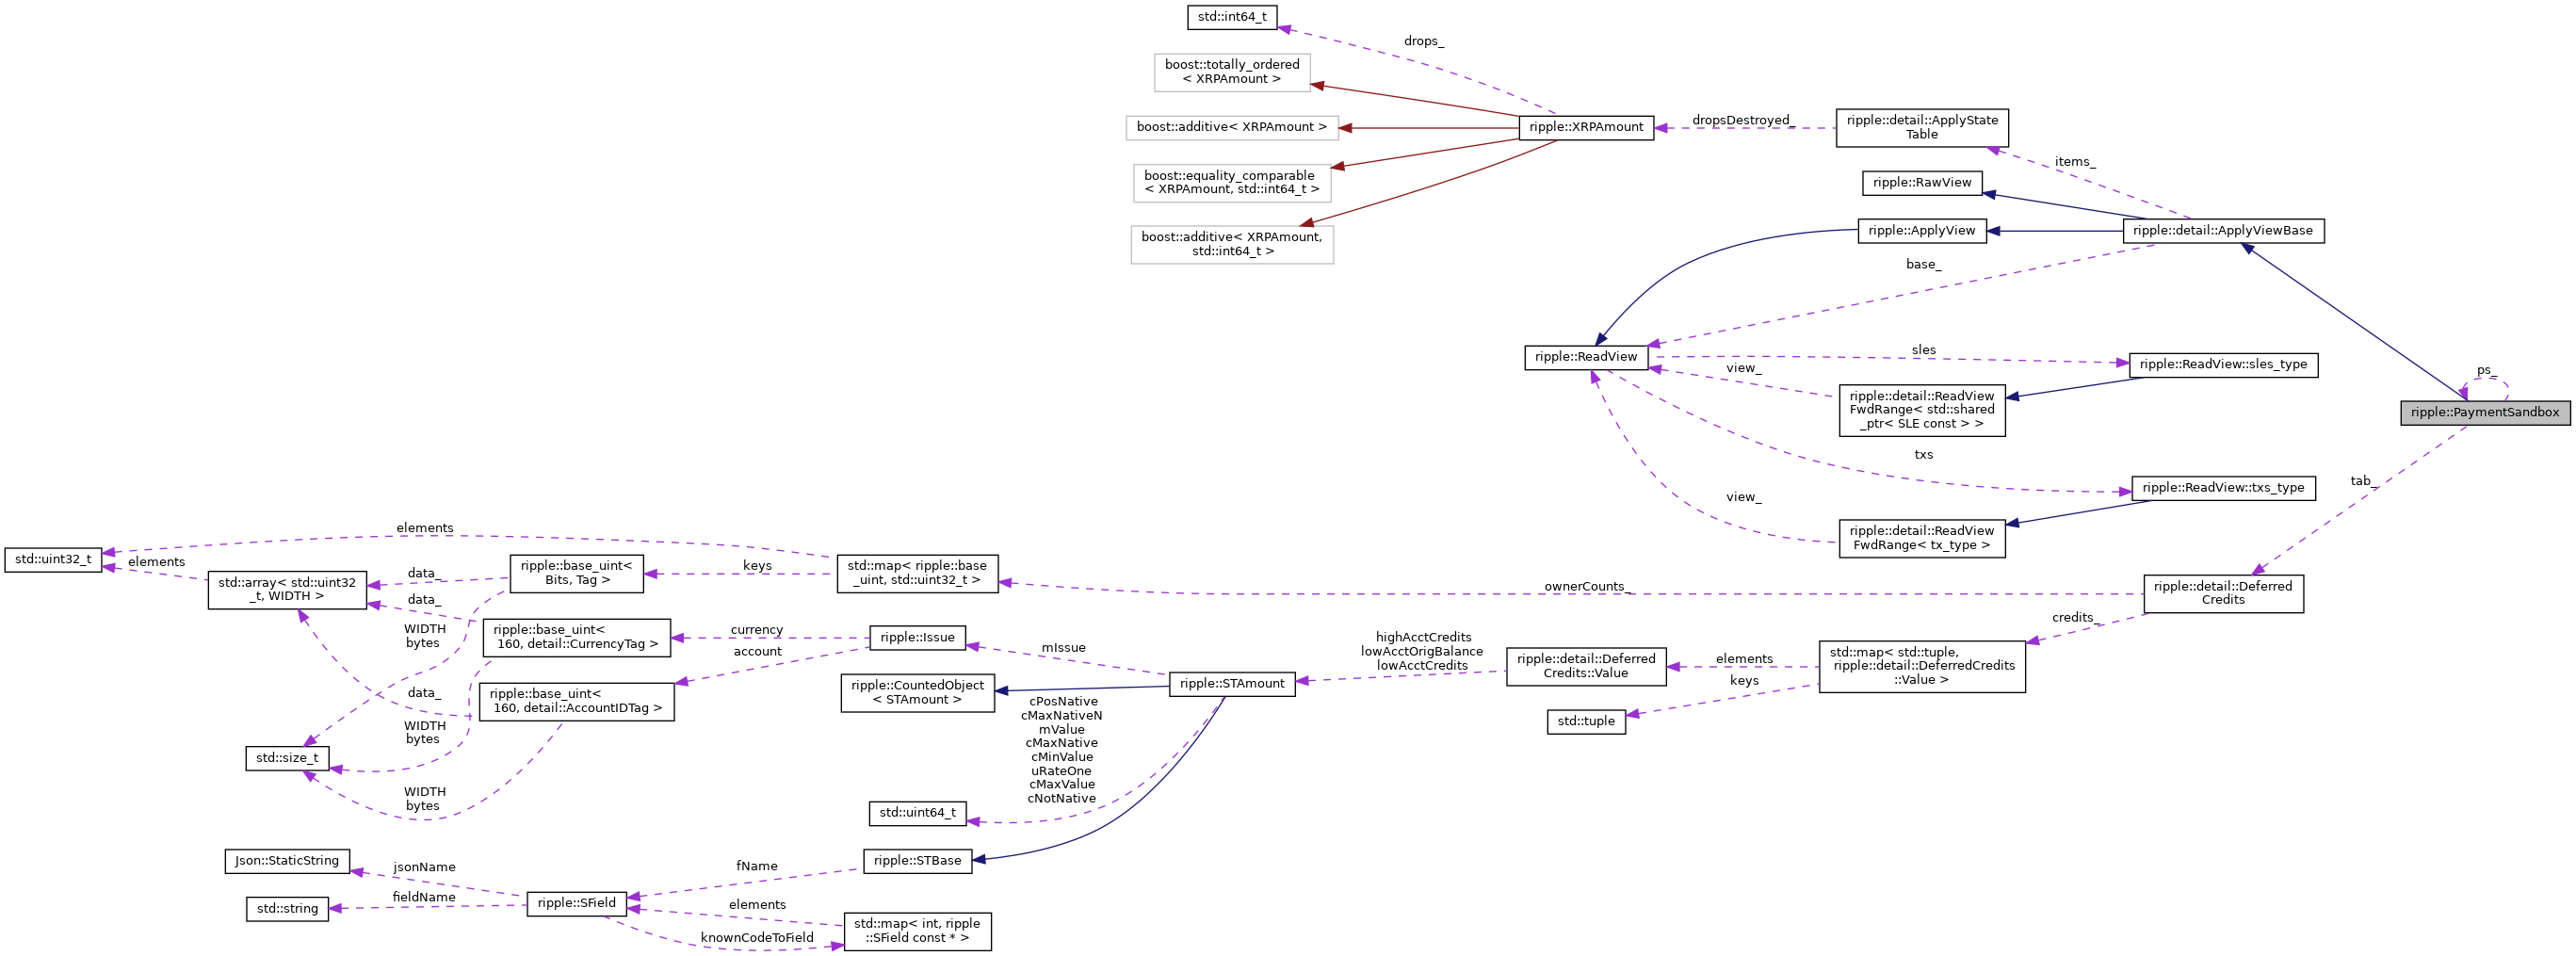 std::int64_t
drops_
boost::totally_ordered
< XRPAmount >
boost::additive< XRPAmount >
ripple::XRPAmount
dropsDestroyed_
ripple::detail::ApplyState
Table
boost::equality_comparable
< XRPAmount, std::int64_t >
items_
ripple::RawView
boost::additive< XRPAmount,
std::int64_t >
ripple::ApplyView
ripple::detail::ApplyViewBase
base_
ripple::ReadView
sles
ripple::ReadView::sles_type
view_
ripple::detail::ReadView
FwdRange< std::shared
_ptr< SLE const > >
ps_
ripple::PaymentSandbox
txs
tab_
ripple::ReadView::txs_type
view_
ripple::detail::ReadView
FwdRange< tx_type >
elements
std::uint32_t
elements
std::array< std::uint32
_t, WIDTH >
data_
data_
ripple::base_uint<
Bits, Tag >
keys
std::map< ripple::base
_uint, std::uint32_t >
ownerCounts_
ripple::detail::Deferred
Credits
WIDTH
bytes
ripple::base_uint<
160, detail::CurrencyTag >
currency
account
ripple::Issue
mIssue
highAcctCredits
lowAcctOrigBalance
lowAcctCredits
credits_
ripple::detail::Deferred
Credits::Value
elements
keys
std::map< std::tuple,
ripple::detail::DeferredCredits
::Value >
std::tuple
data_
ripple::base_uint<
160, detail::AccountIDTag >
ripple::CountedObject
< STAmount >
ripple::STAmount
WIDTH
bytes
std::size_t
WIDTH
bytes
cPosNative
cMaxNativeN
mValue
cMaxNative
cMinValue
uRateOne
cMaxValue
cNotNative
std::uint64_t
Json::StaticString
jsonName
fName
ripple::STBase
std::string
fieldName
ripple::SField
elements
knownCodeToField
std::map< int, ripple
::SField const * >